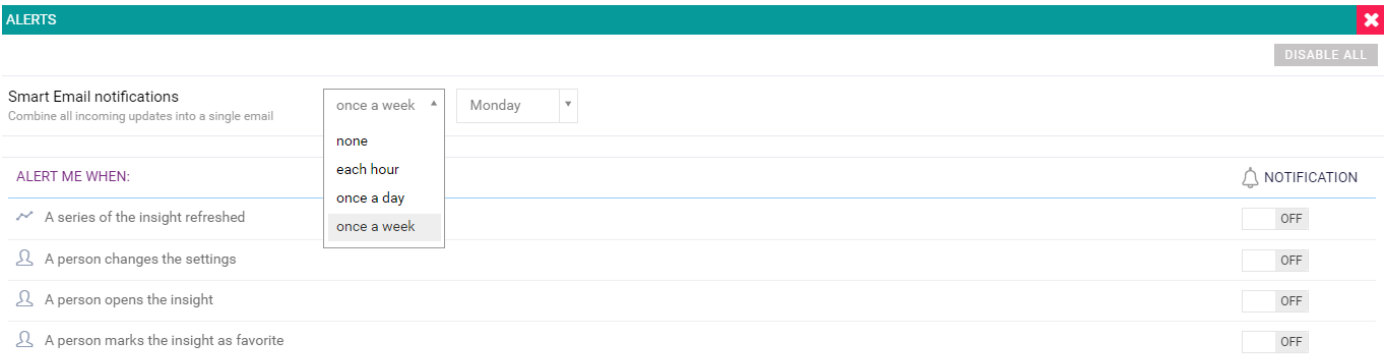 ALERTS
DISABLE ALL
Smart Email notifications
Combine all incoming updates into a single email
once a week
Monday
none
each hour
once a day
once a week
ALERT ME WHEN:
NOTIFICATION
A series of the insight refreshed
OFF
A person changes the settings
OFF
A person opens the insight
OFF
A person marks the insight as favorite
OFF